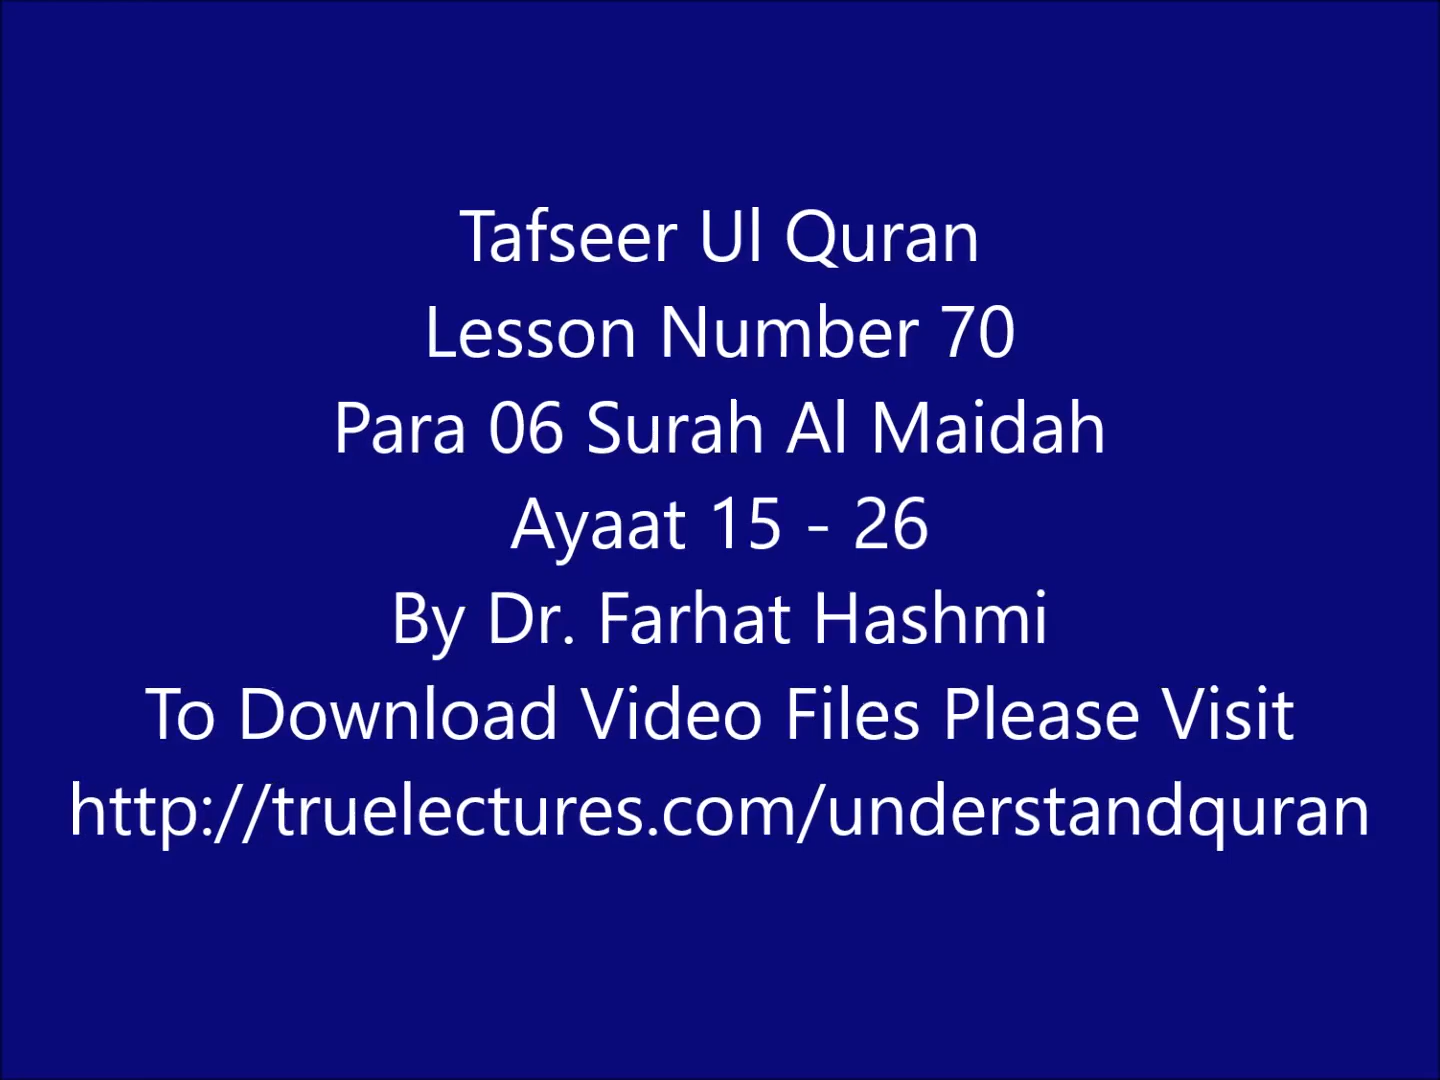 Tafseer Ul Quran
Lesson Number 70
Para 06 Surah Al Maidah
Ayaat 15 - 26
By Dr. Farhat Hashmi
To Download Video Files Please Visit
http://truelectures.com/understandquran